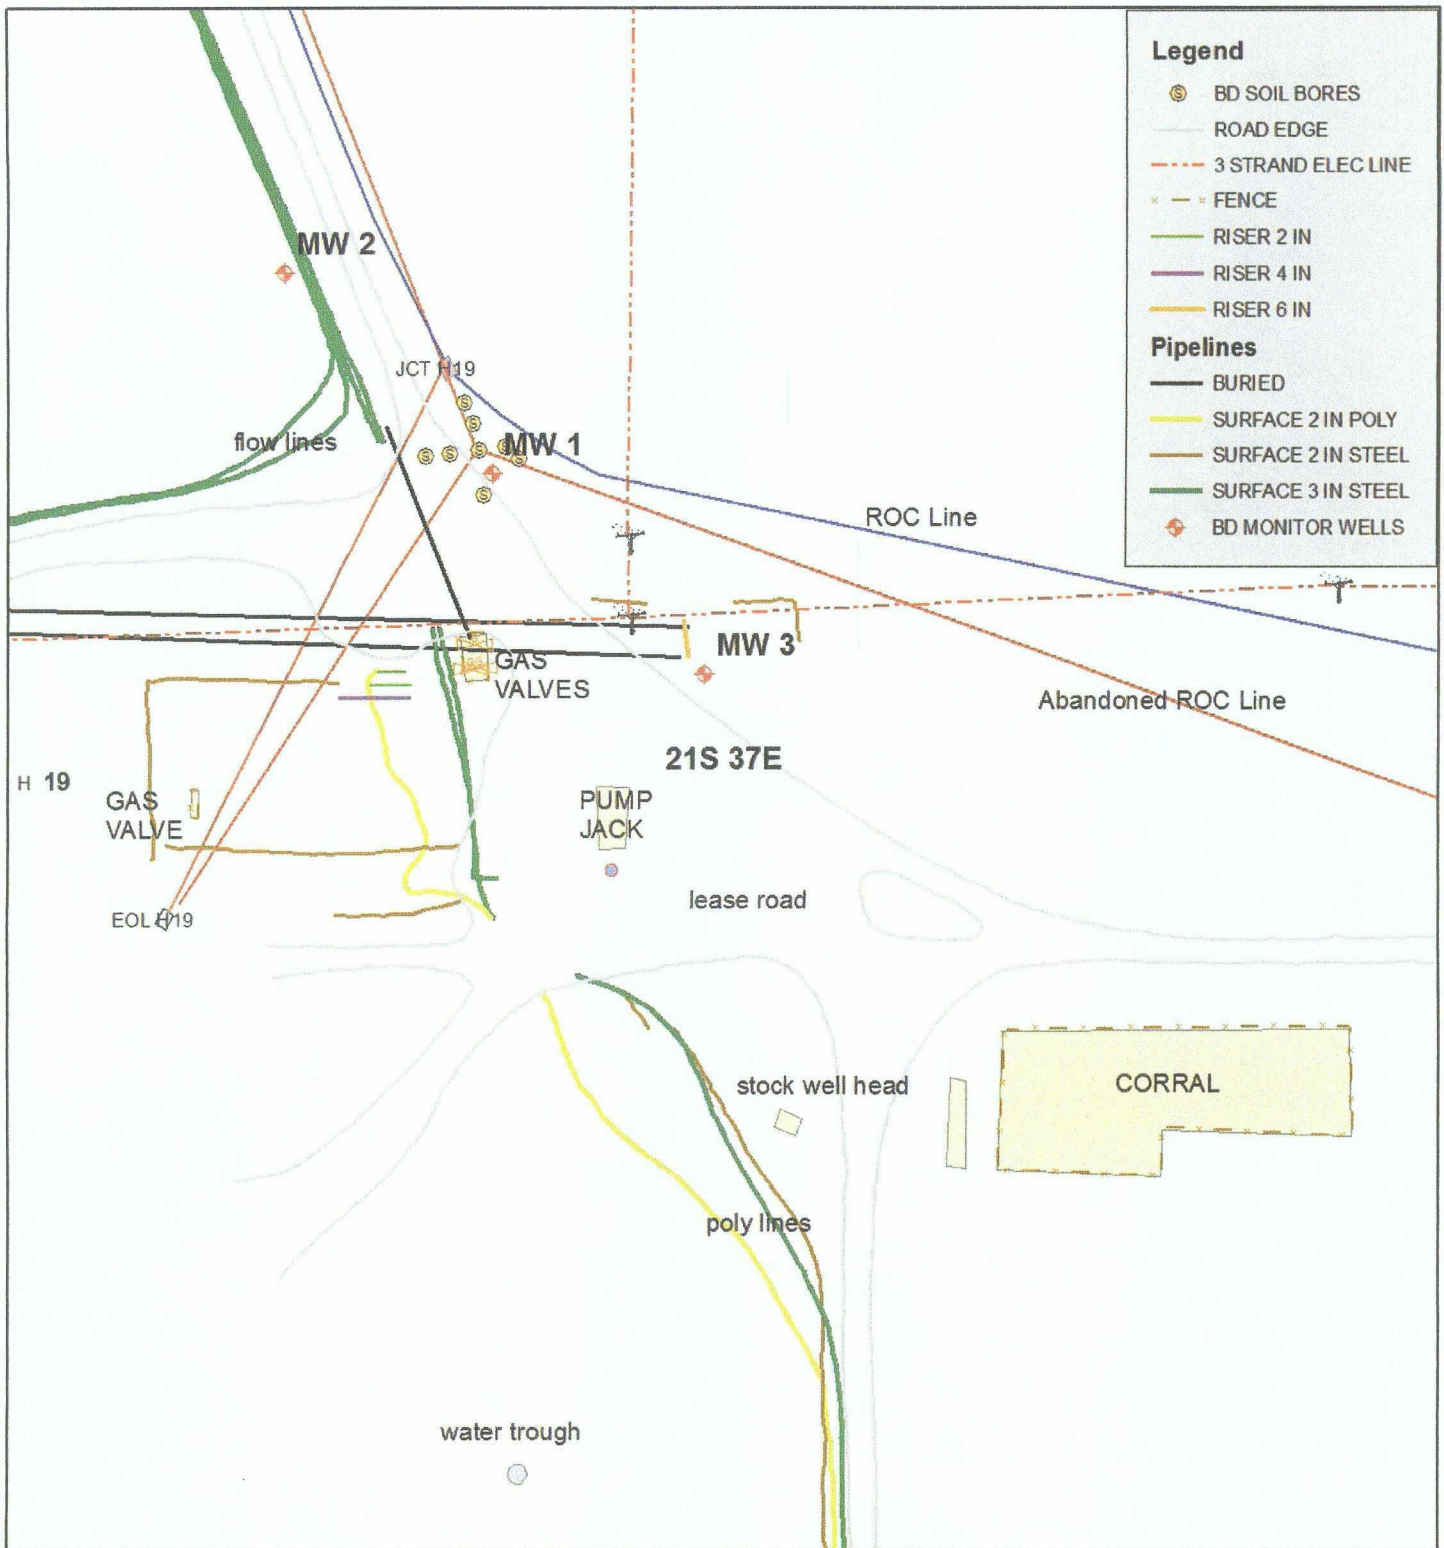 Legend
BD SOIL BORES
ROAD EDGE
3 STRAND ELEC LINE
FENCE
RISER 2 IN
RISER 4 IN
RISER 6 IN
Pipelines
BURIED
SURFACE 2 IN POLY
SURFACE 2 IN STEEL
SURFACE 3 IN STEEL
BD MONITOR WELLS
MW 2
JCT H19
flow lines
MW 1
ROC Line
MW 3
GAS
VALVES
Abandoned ROC Line
21S 37E
H 19
GAS
VALVE
PUMP
JACK
lease road
EOL H19
stock well head
CORRAL
poly lines
water trough